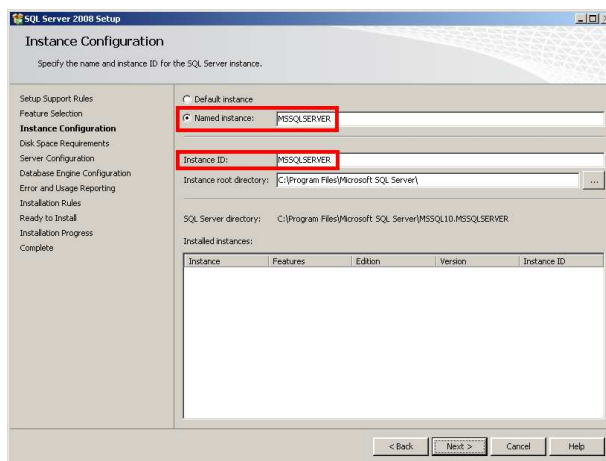 SQL Server 2008 Setup
Instance Configuration
Specify the name and instance ID for the SQL Server instance.
Setup Support Rules
Feature Selection
Instance Configuration
Disk Space Requirements
Server Configuration
Database Engine Configuration
Error and Usage Reporting
Installation Rules
Ready to Install
Installation Progress
Complete
Default instance
Named instance: MSSQLSERVER
Instance ID: MSSQLSERVER
Instance root directory: C:\Program Files\Microsoft SQL Server\ ...
SQL Server directory: C:\Program Files\Microsoft SQL Server\MSSQL10.MSSQLSERVER
Installed instances:
Instance Features Edition Version Instance ID
< Back Next > Cancel Help